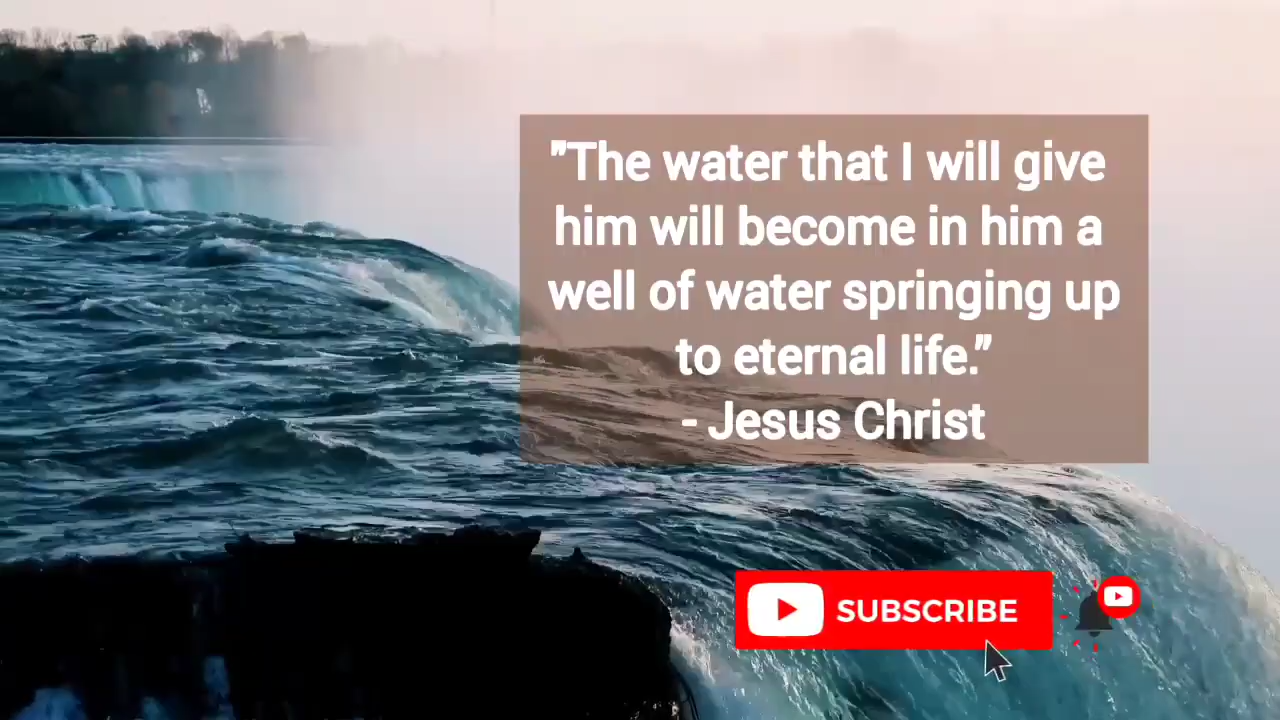 "The water that I will give
him will become in him a
well of water springing up
to eternal life.”
- Jesus Christ
SUBSCRIBE